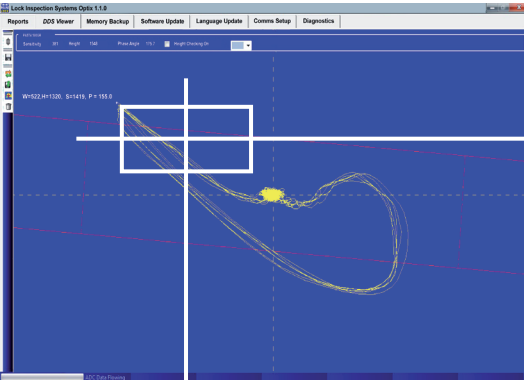 Lock Inspection Systems Optix 1.1.0
Reports DDS Viewer Memory Backup Software Update Language Update Comms Setup Diagnostics
Sensitivity Height Phase Angle Height Checking On
W=522,H=1326, S=1419, P = 155.0
ADC Data Flowing